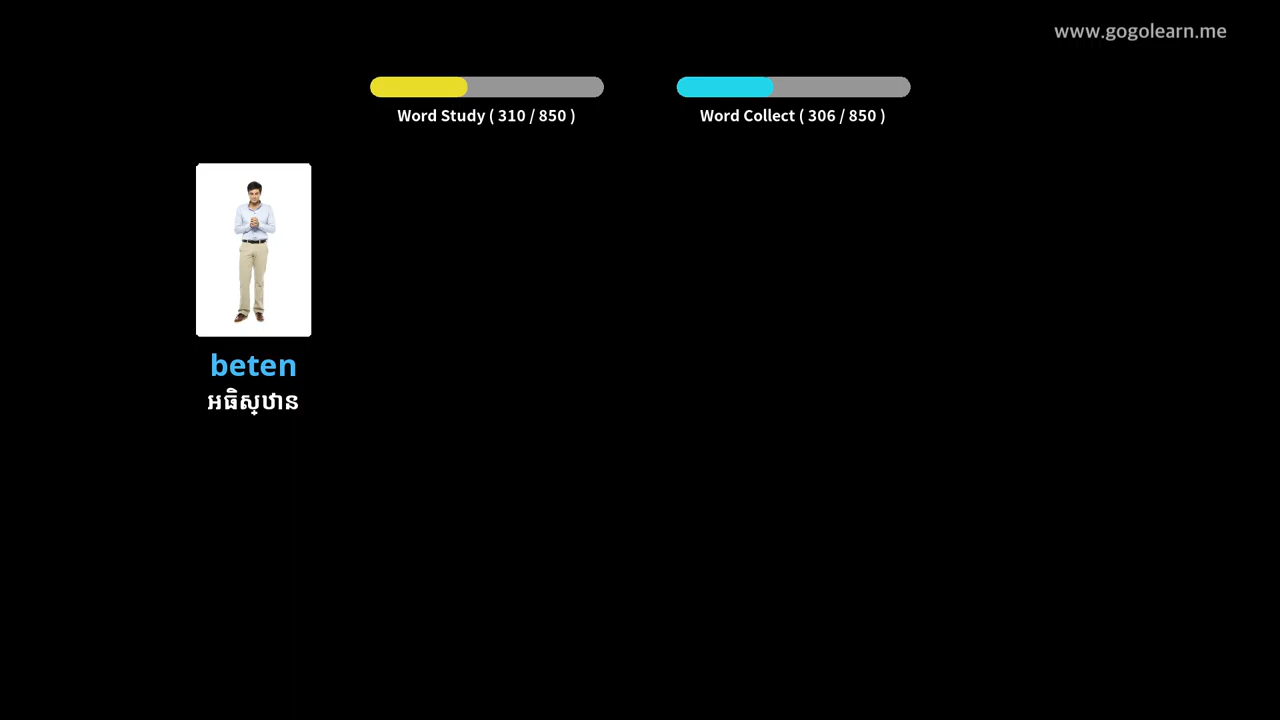 www.gogolearn.me
Word Study ( 310 / 850 )
Word Collect ( 306 / 850 )
beten
អធិស្ឋាន